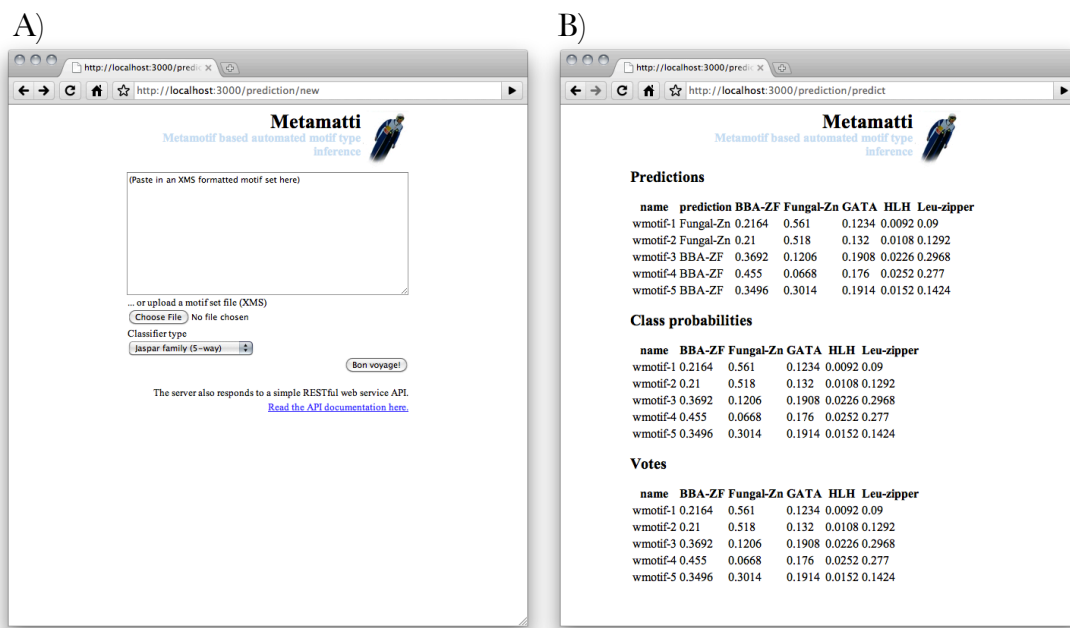 A)
http://localhost:3000/predic
http://localhost:3000/prediction/new
Metamatti
Metamotif based automated motif type
inference
(Paste in an XMS formatted motif set here)
... or upload a motif set file (XMS)
Choose File No file chosen
Classifier type
Jaspar family (5-way)
Bon voyage!
The server also responds to a simple RESTful web service API.
Read the API documentation here.
B)
http://localhost:3000/predic
http://localhost:3000/prediction/predict
Metamatti
Metamotif based automated motif type
inference
Predictions
name prediction BBA-ZF Fungal-Zn GATA HLH Leu-zipper
wmotif-1 Fungal-Zn 0.2164 0.561 0.1234 0.0092 0.09
wmotif-2 Fungal-Zn 0.21 0.518 0.132 0.0108 0.1292
wmotif-3 BBA-ZF 0.3692 0.1206 0.1908 0.0226 0.2968
wmotif-4 BBA-ZF 0.455 0.0668 0.176 0.0252 0.277
wmotif-5 BBA-ZF 0.3496 0.3014 0.1914 0.0152 0.1424
Class probabilities
name BBA-ZF Fungal-Zn GATA HLH Leu-zipper
wmotif-1 0.2164 0.561 0.1234 0.0092 0.09
wmotif-2 0.21 0.518 0.132 0.0108 0.1292
wmotif-3 0.3692 0.1206 0.1908 0.0226 0.2968
wmotif-4 0.455 0.0668 0.176 0.0252 0.277
wmotif-5 0.3496 0.3014 0.1914 0.0152 0.1424
Votes
name BBA-ZF Fungal-Zn GATA HLH Leu-zipper
wmotif-1 0.2164 0.561 0.1234 0.0092 0.09
wmotif-2 0.21 0.518 0.132 0.0108 0.1292
wmotif-3 0.3692 0.1206 0.1908 0.0226 0.2968
wmotif-4 0.455 0.0668 0.176 0.0252 0.277
wmotif-5 0.3496 0.3014 0.1914 0.0152 0.1424